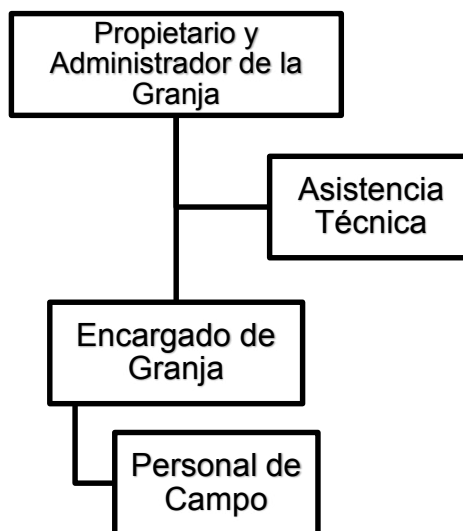 Propietario y
Administrador de la
Granja
Asistencia
Técnica
Encargado de
Granja
Personal de
Campo